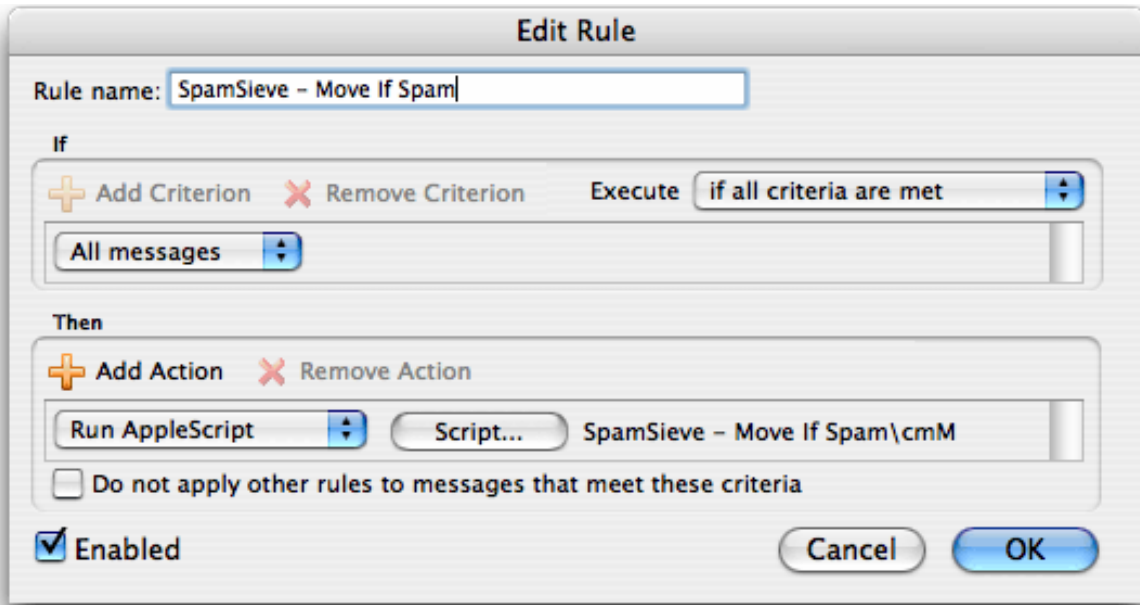 Edit Rule
Rule name: SpamSieve – Move If Spam
If
Add Criterion Remove Criterion Execute if all criteria are met
All messages
Then
Add Action Remove Action
Run AppleScript Script... SpamSieve – Move If Spam\cmM
Do not apply other rules to messages that meet these criteria
Enabled Cancel OK